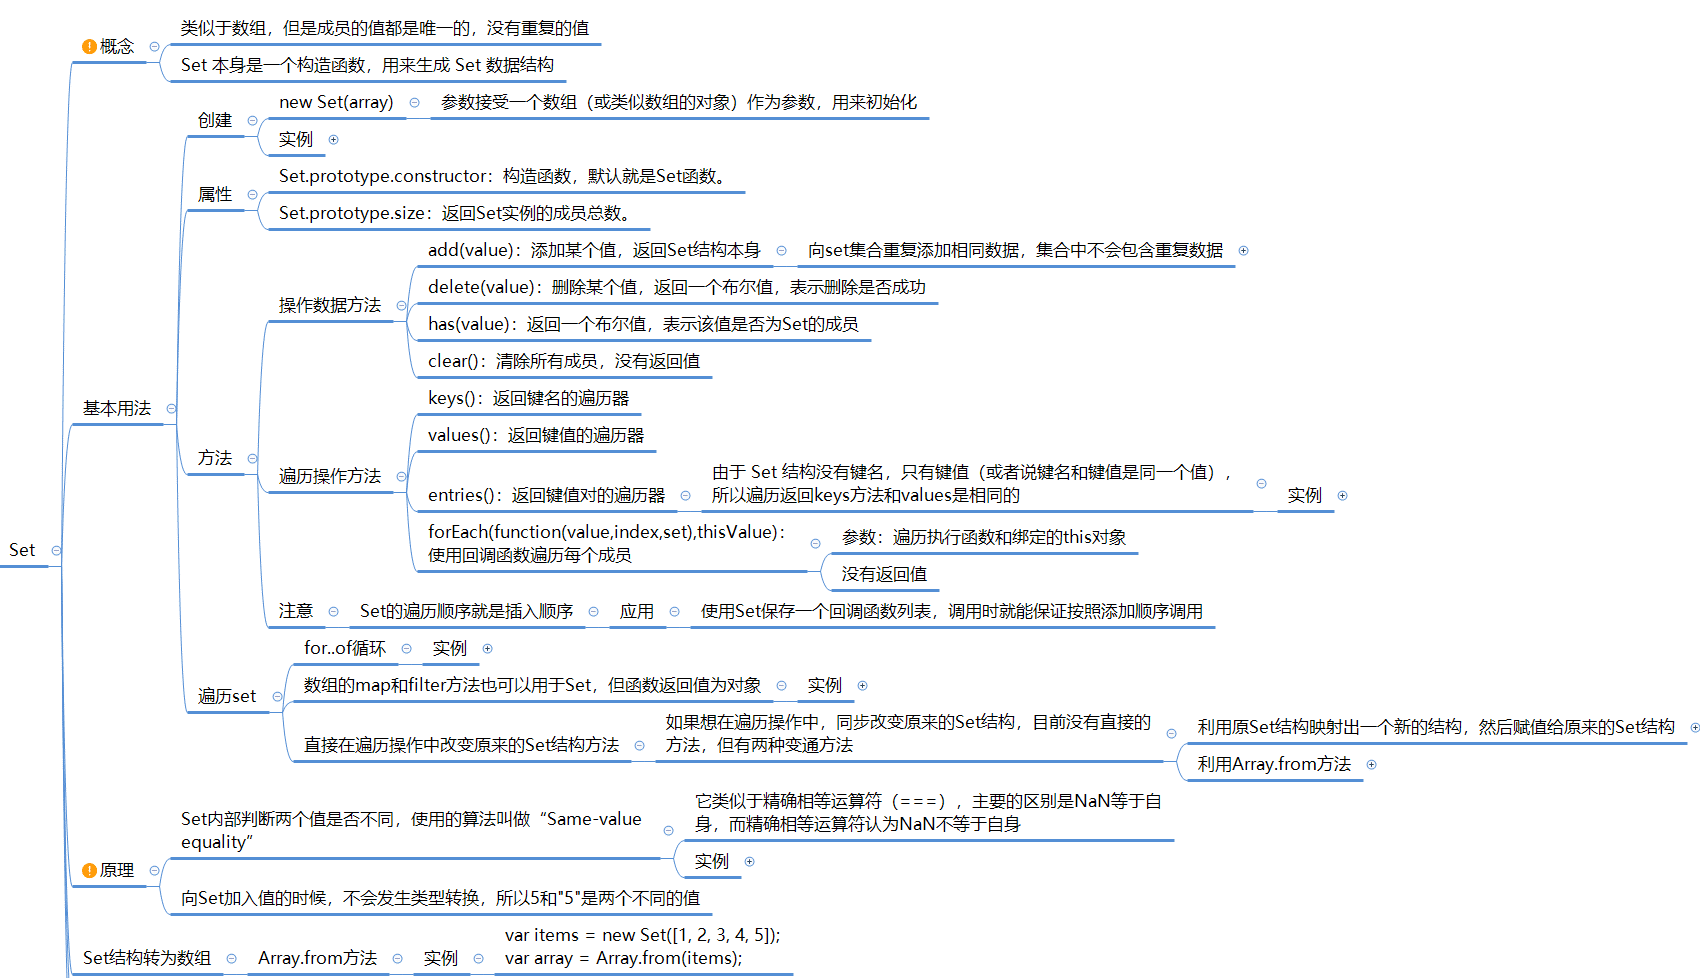 类似于数组，但是成员的值都是唯一的，没有重复的值
概念
Set 本身是一个构造函数，用来生成 Set 数据结构
new Set(array)
参数接受一个数组（或类似数组的对象）作为参数，用来初始化
创建
实例
Set.prototype.constructor：构造函数，默认就是Set函数。
属性
Set.prototype.size：返回Set实例的成员总数。
add(value)：添加某个值，返回Set结构本身
向set集合重复添加相同数据，集合中不会包含重复数据
delete(value)：删除某个值，返回一个布尔值，表示删除是否成功
操作数据方法
has(value)：返回一个布尔值，表示该值是否为Set的成员
clear()：清除所有成员，没有返回值
keys()：返回键名的遍历器
基本用法
values()：返回键值的遍历器
方法
遍历操作方法
由于 Set 结构没有键名，只有键值（或者说键名和键值是同一个值），
所以遍历返回keys方法和values是相同的
entries()：返回键值对的遍历器
实例
forEach(function(value,index,set),thisValue)：
使用回调函数遍历每个成员
参数：遍历执行函数和绑定的this对象
没有返回值
Set
注意
Set的遍历顺序就是插入顺序
应用
使用Set保存一个回调函数列表，调用时就能保证按照添加顺序调用
for..of循环
实例
数组的map和filter方法也可以用于Set，但函数返回值为对象
实例
遍历set
直接在遍历操作中改变原来的Set结构方法
如果想在遍历操作中，同步改变原来的Set结构，目前没有直接的
方法，但有两种变通方法
利用原Set结构映射出一个新的结构，然后赋值给原来的Set结构
利用Array.from方法
Set内部判断两个值是否不同，使用的算法叫做“Same-value
equality”
它类似于精确相等运算符（===），主要的区别是NaN等于自
身，而精确相等运算符认为NaN不等于自身
实例
原理
向Set加入值的时候，不会发生类型转换，所以5和"5"是两个不同的值
Set结构转为数组
Array.from方法
实例
var items = new Set([1, 2, 3, 4, 5]);
var array = Array.from(items);